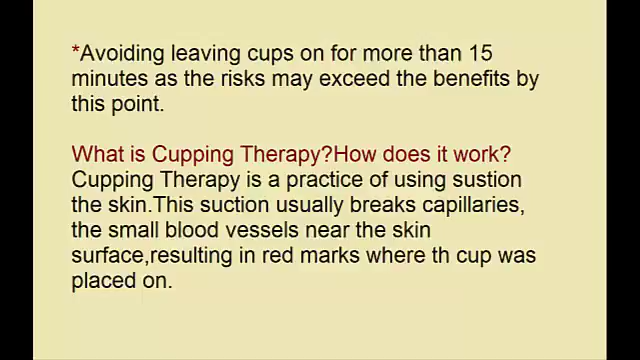 *Avoiding leaving cups on for more than 15
minutes as the risks may exceed the benefits by
this point.
What is Cupping Therapy?How does it work?
Cupping Therapy is a practice of using sustion
the skin.This suction usually breaks capillaries,
the small blood vessels near the skin
surface,resulting in red marks where th cup was
placed on.